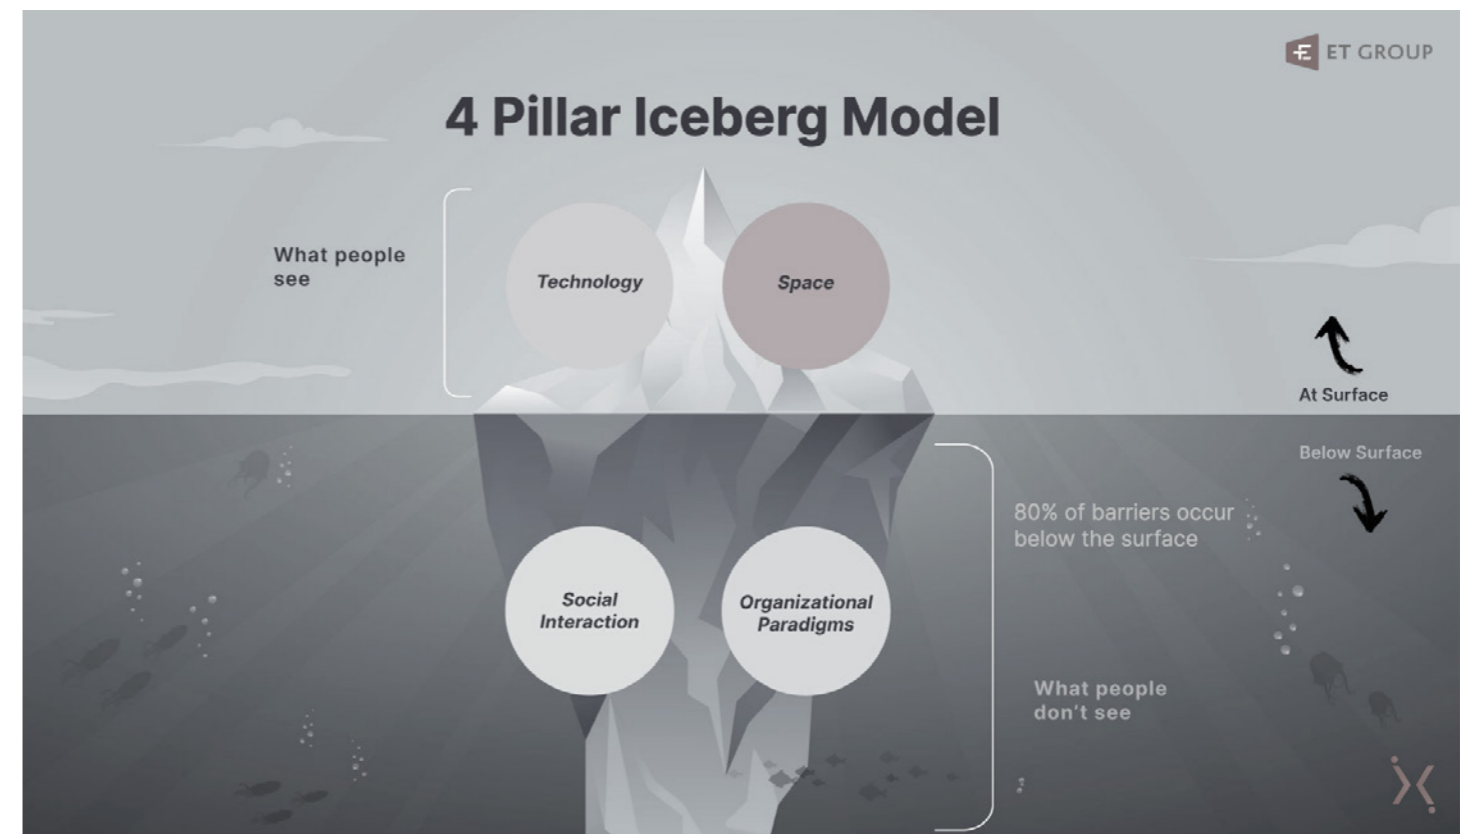 ET GROUP
4 Pillar Iceberg Model
What people
see
Technology
Space
At Surface
Below Surface
80% of barriers occur
below the surface
Social
Interaction
Organizational
Paradigms
What people
don't see